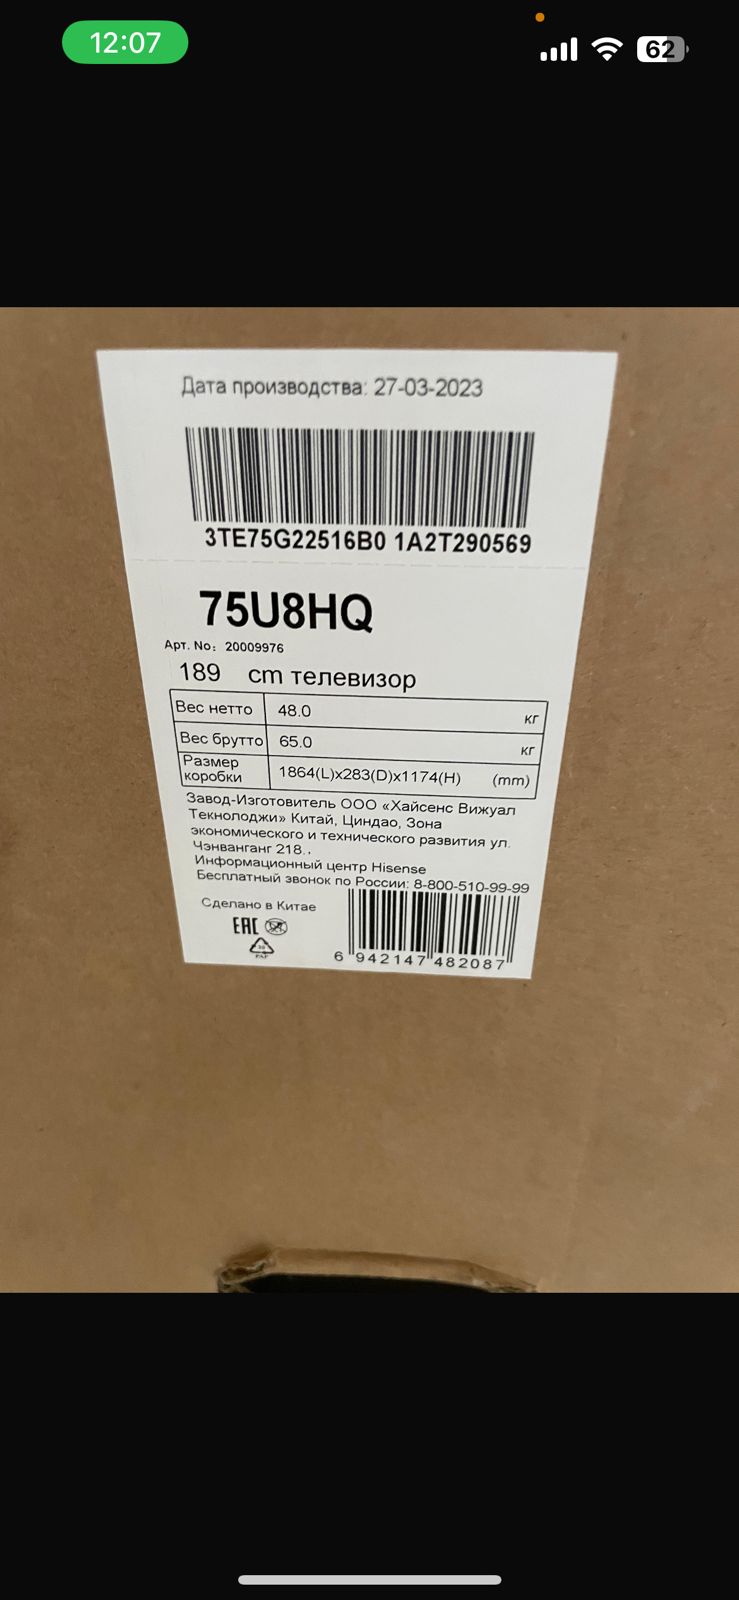 12:07
62
Дата производства: 27-03-2023
3TE75G22516B0 1A2T290569
75U8HQ
Арт. No: 20009976
189 cm телевизор
Вес нетто 48.0 кг
Вес брутто 65.0 кг
Размер коробки 1864(L)x283(D)x1174(H) (mm)
Завод-Изготовитель ООО «Хайсенс Вижуал
Текнолоджи» Китай, Циндао, Зона
экономического и технического развития ул.
Чэнванганг 218..
Информационный центр Hisense
Бесплатный звонок по России: 8-800-510-99-99
Сделано в Китае
EAC
PAP
6 942147 482087